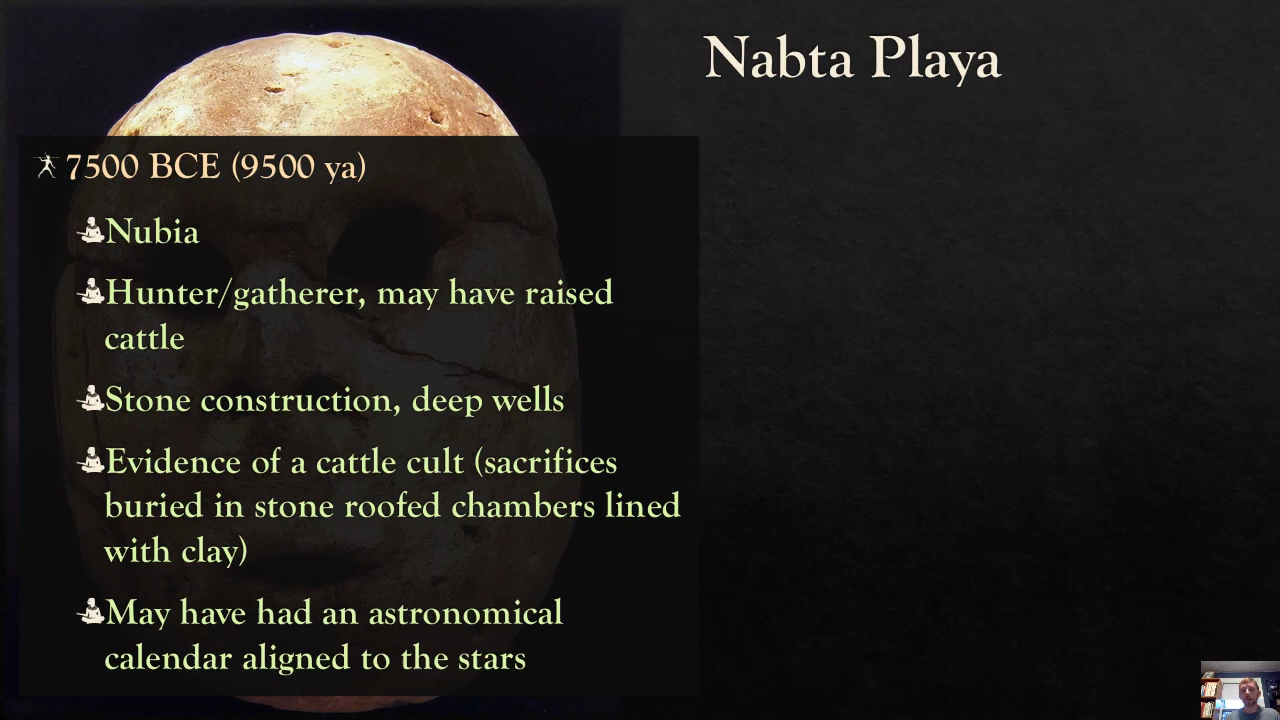 Nabta Playa
7500 BCE (9500 ya)
Nubia
Hunter/gatherer, may have raised
cattle
Stone construction, deep wells
Evidence of a cattle cult (sacrifices
buried in stone roofed chambers lined
with clay)
May have had an astronomical
calendar aligned to the stars